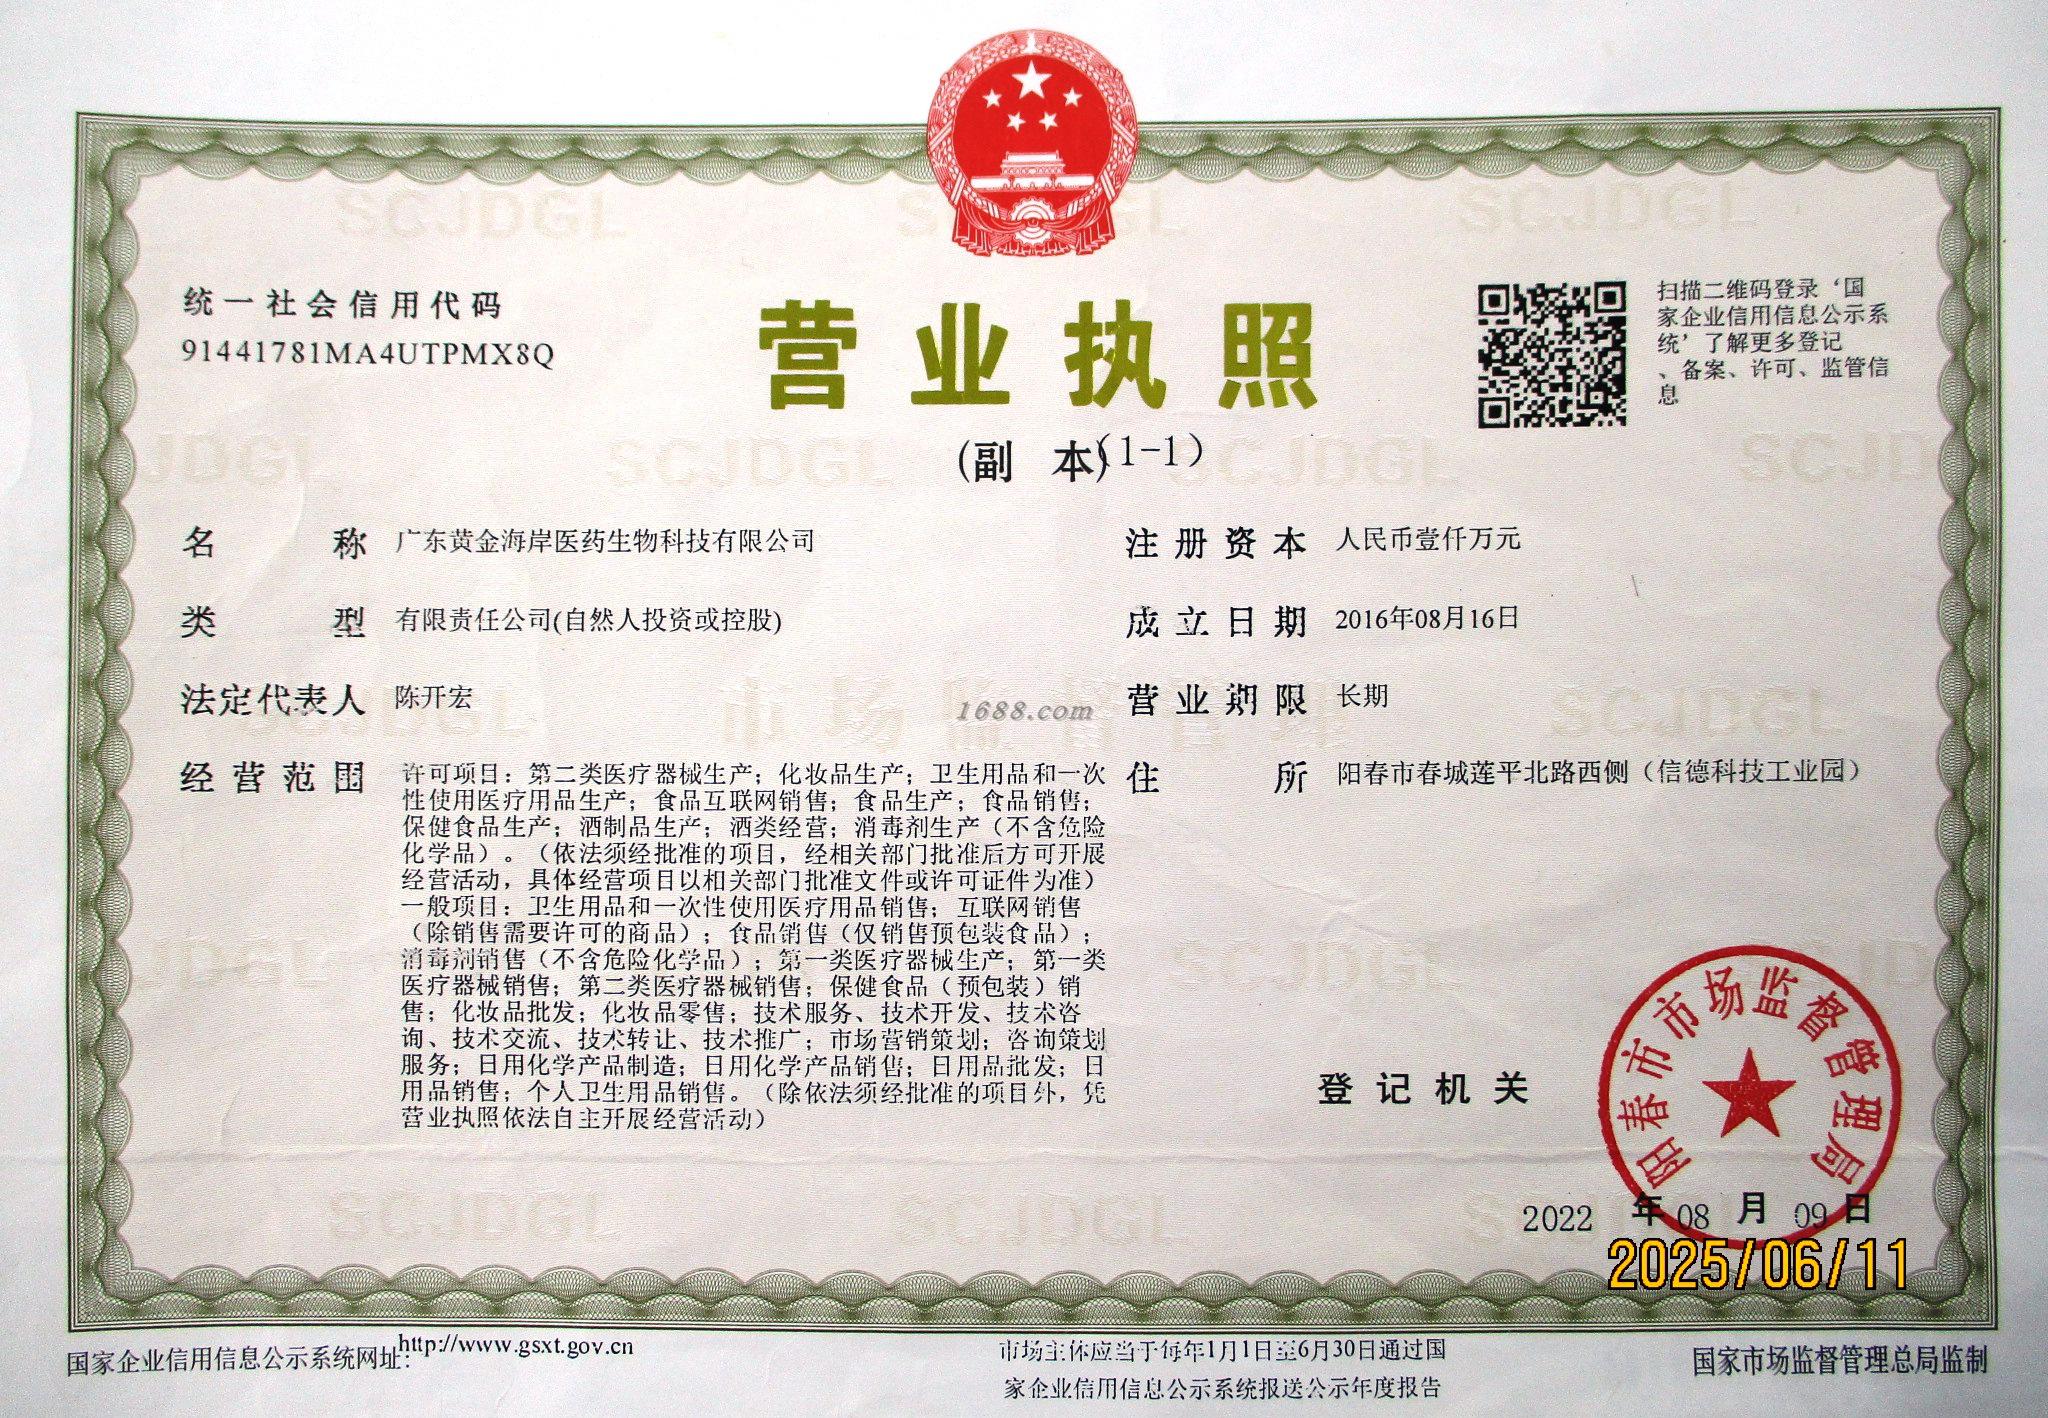 统一社会信用代码
91441781MA4UTPMX8Q
营业执照
(副 本)(1-1)
扫描二维码登录‘国
家企业信用信息公示系
统’了解更多登记
、备案、许可、监管信
息
名称 广东黄金海岸医药生物科技有限公司
类型 有限责任公司(自然人投资或控股)
法定代表人 陈开宏
经营范围 许可项目：第二类医疗器械生产；化妆品生产；卫生用品和一次
性使用医疗用品生产；食品互联网销售；食品生产；食品销售；
保健食品生产；酒制品生产；酒类经营；消毒剂生产（不含危险
化学品）。（依法须经批准的项目，经相关部门批准后方可开展
经营活动，具体经营项目以相关部门批准文件或许可证件为准）
一般项目：卫生用品和一次性使用医疗用品销售；互联网销售
（除销售需要许可的商品）；食品销售（仅销售预包装食品）；
消毒剂销售（不含危险化学品）；第一类医疗器械生产；第一类
医疗器械销售；第二类医疗器械销售；保健食品（预包装）销
售；化妆品批发；化妆品零售；技术服务、技术开发、技术咨
询、技术交流、技术转让、技术推广；市场营销策划；咨询策划
服务；日用化学产品制造；日用化学产品销售；日用品批发；日
用品销售；个人卫生用品销售。（除依法须经批准的项目外，凭
营业执照依法自主开展经营活动）
注册资本 人民币壹仟万元
成立日期 2016年08月16日
营业期限 长期
住所 阳春市春城莲平北路西侧（信德科技工业园）
1688.com
登记机关
阳春市市场监督管理局
2022 年 08 月 09 日
2025/06/11
国家企业信用信息公示系统网址：http://www.gsxt.gov.cn
市场主体应当于每年1月1日至6月30日通过国
家企业信用信息公示系统报送公示年度报告
国家市场监督管理总局监制
SCJDGL
市场监督管理